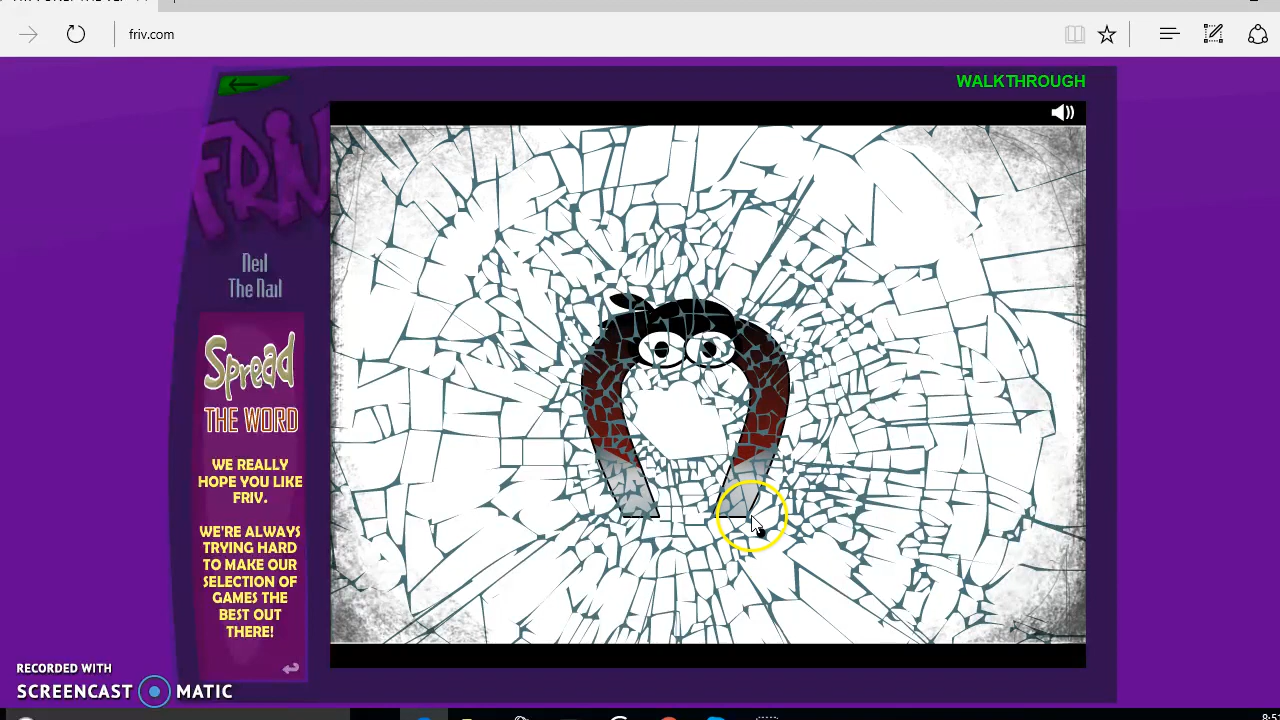 friv.com
WALKTHROUGH
FRIV
Neil
The Nail
Spread
THE WORD
WE REALLY
HOPE YOU LIKE
FRIV.
WE'RE ALWAYS
TRYING HARD
TO MAKE OUR
SELECTION OF
GAMES THE
BEST OUT
THERE!
RECORDED WITH
SCREENCAST MATIC